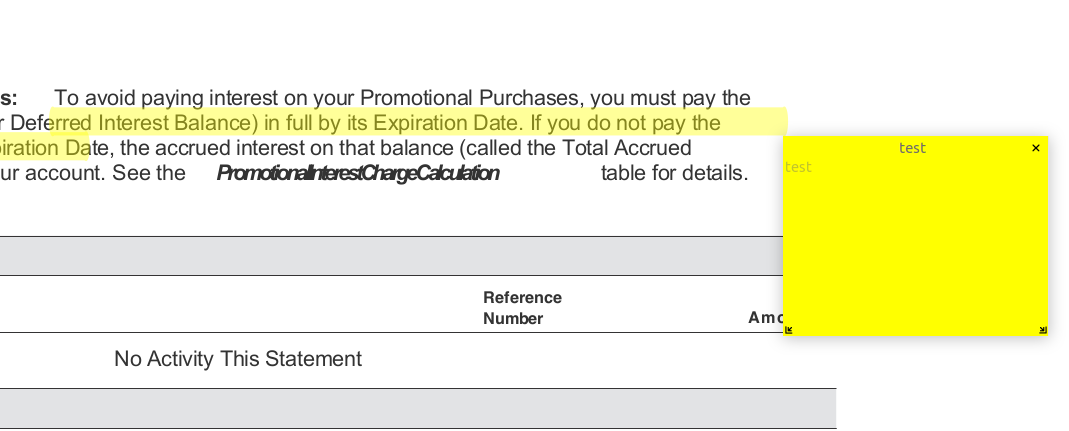 s: To avoid paying interest on your Promotional Purchases, you must pay the
r Deferred Interest Balance) in full by its Expiration Date. If you do not pay the
iration Date, the accrued interest on that balance (called the Total Accrued
ur account. See the PromotionalInterestChargeCalculation table for details.
test
test
Reference
Number
Amo
No Activity This Statement